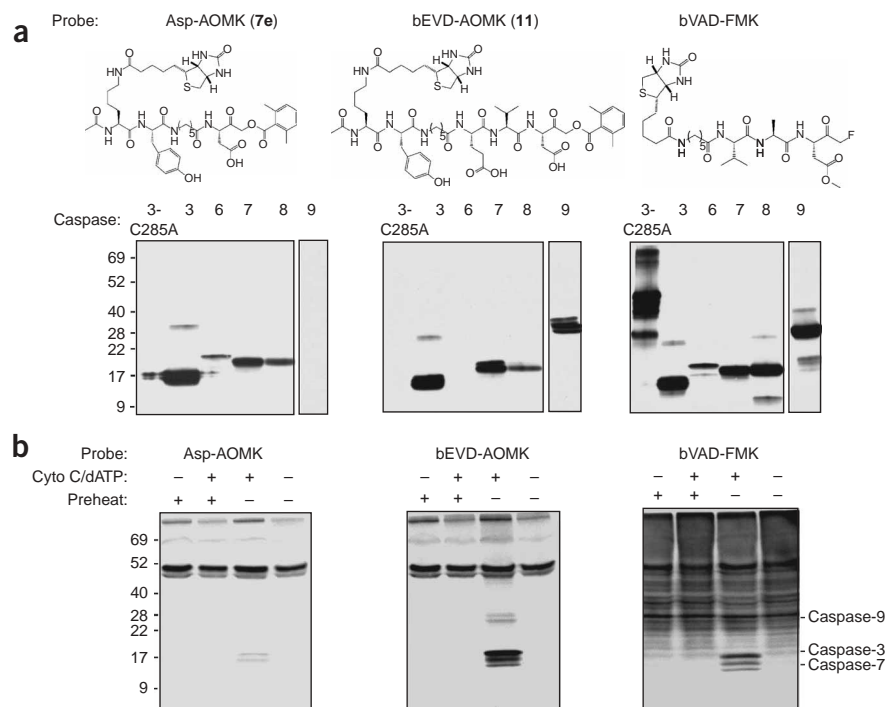 a
Probe: Asp-AOMK (7e) bEVD-AOMK (11) bVAD-FMK
Caspase: 3-C285A 3 6 7 8 9 3-C285A 3 6 7 8 9 3-C285A 3 6 7 8 9
69
52
40
28
22
17
9
b
Probe: Asp-AOMK bEVD-AOMK bVAD-FMK
Cyto C/dATP: – + + – – + + – – + + –
Preheat: + + – – + + – – + + – –
69
52
40
28
22
17
9
Caspase-9
Caspase-3
Caspase-7